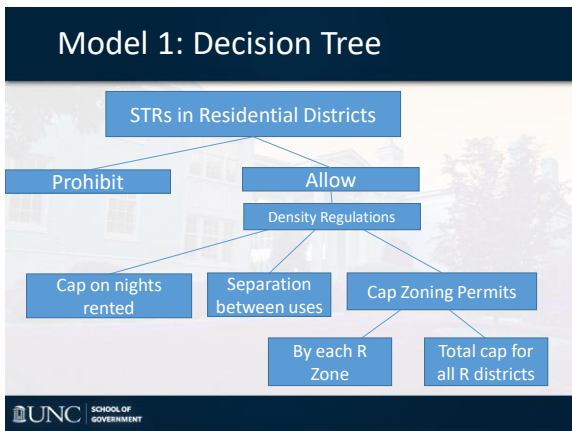 Model 1: Decision Tree
STRs in Residential Districts
Prohibit
Allow
Density Regulations
Cap on nights
rented
Separation
between uses
Cap Zoning Permits
By each R
Zone
Total cap for
all R districts
UNC
SCHOOL OF
GOVERNMENT